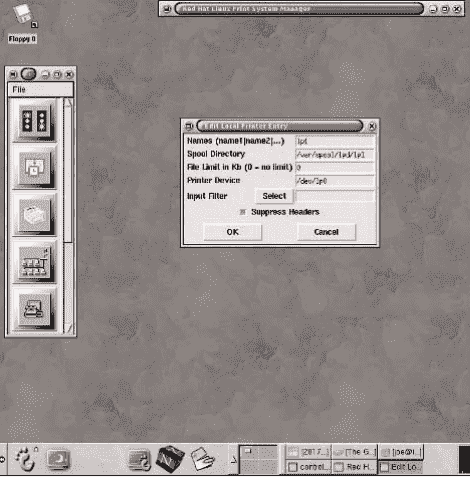 Red Hat Linux Print System Manager
Floppy 0
File
Edit Local Printer Entry
Names (name1|name2|...)
Spool Directory /var/spool/lpd/lp1
File Limit in Kb (0 = no limit) 0
Printer Device /dev/lp0
Input Filter Select
Suppress Headers
OK Cancel
[The G..]
Red H.. Edit Lo..